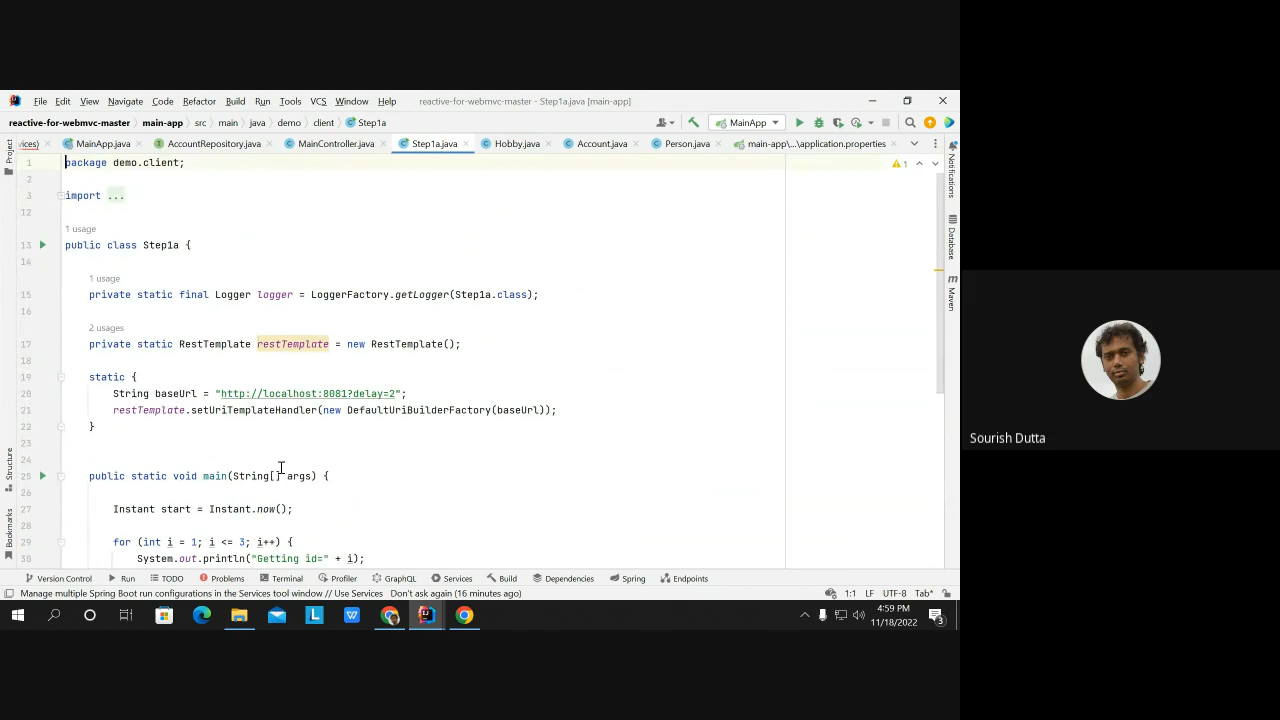 File Edit View Navigate Code Refactor Build Run Tools VCS Window Help reactive-for-webmvc-master - Step1a.java [main-app]
reactive-for-webmvc-master main-app src main java demo client Step1a MainApp
vices) MainApp.java AccountRepository.java MainController.java Step1a.java Hobby.java Account.java Person.java main-app\...\application.properties
Project
Structure
Bookmarks
Notifications
Database
m Maven
1 package demo.client;
1
2
3 import ...
12
1 usage
13 public class Step1a {
14
1 usage
15 private static final Logger logger = LoggerFactory.getLogger(Step1a.class);
16
2 usages
17 private static RestTemplate restTemplate = new RestTemplate();
18
19 static {
20 String baseUrl = "http://localhost:8081?delay=2";
21 restTemplate.setUriTemplateHandler(new DefaultUriBuilderFactory(baseUrl));
22 }
23
24
25 public static void main(String[] args) {
26
27 Instant start = Instant.now();
28
29 for (int i = 1; i <= 3; i++) {
30 System.out.println("Getting id=" + i);
Version Control Run TODO Problems Terminal Profiler GraphQL Services Build Dependencies Spring Endpoints
Manage multiple Spring Boot run configurations in the Services tool window // Use Services Don't ask again (16 minutes ago) 1:1 LF UTF-8 Tab*
L W 4:59 PM
11/18/2022 3
Sourish Dutta